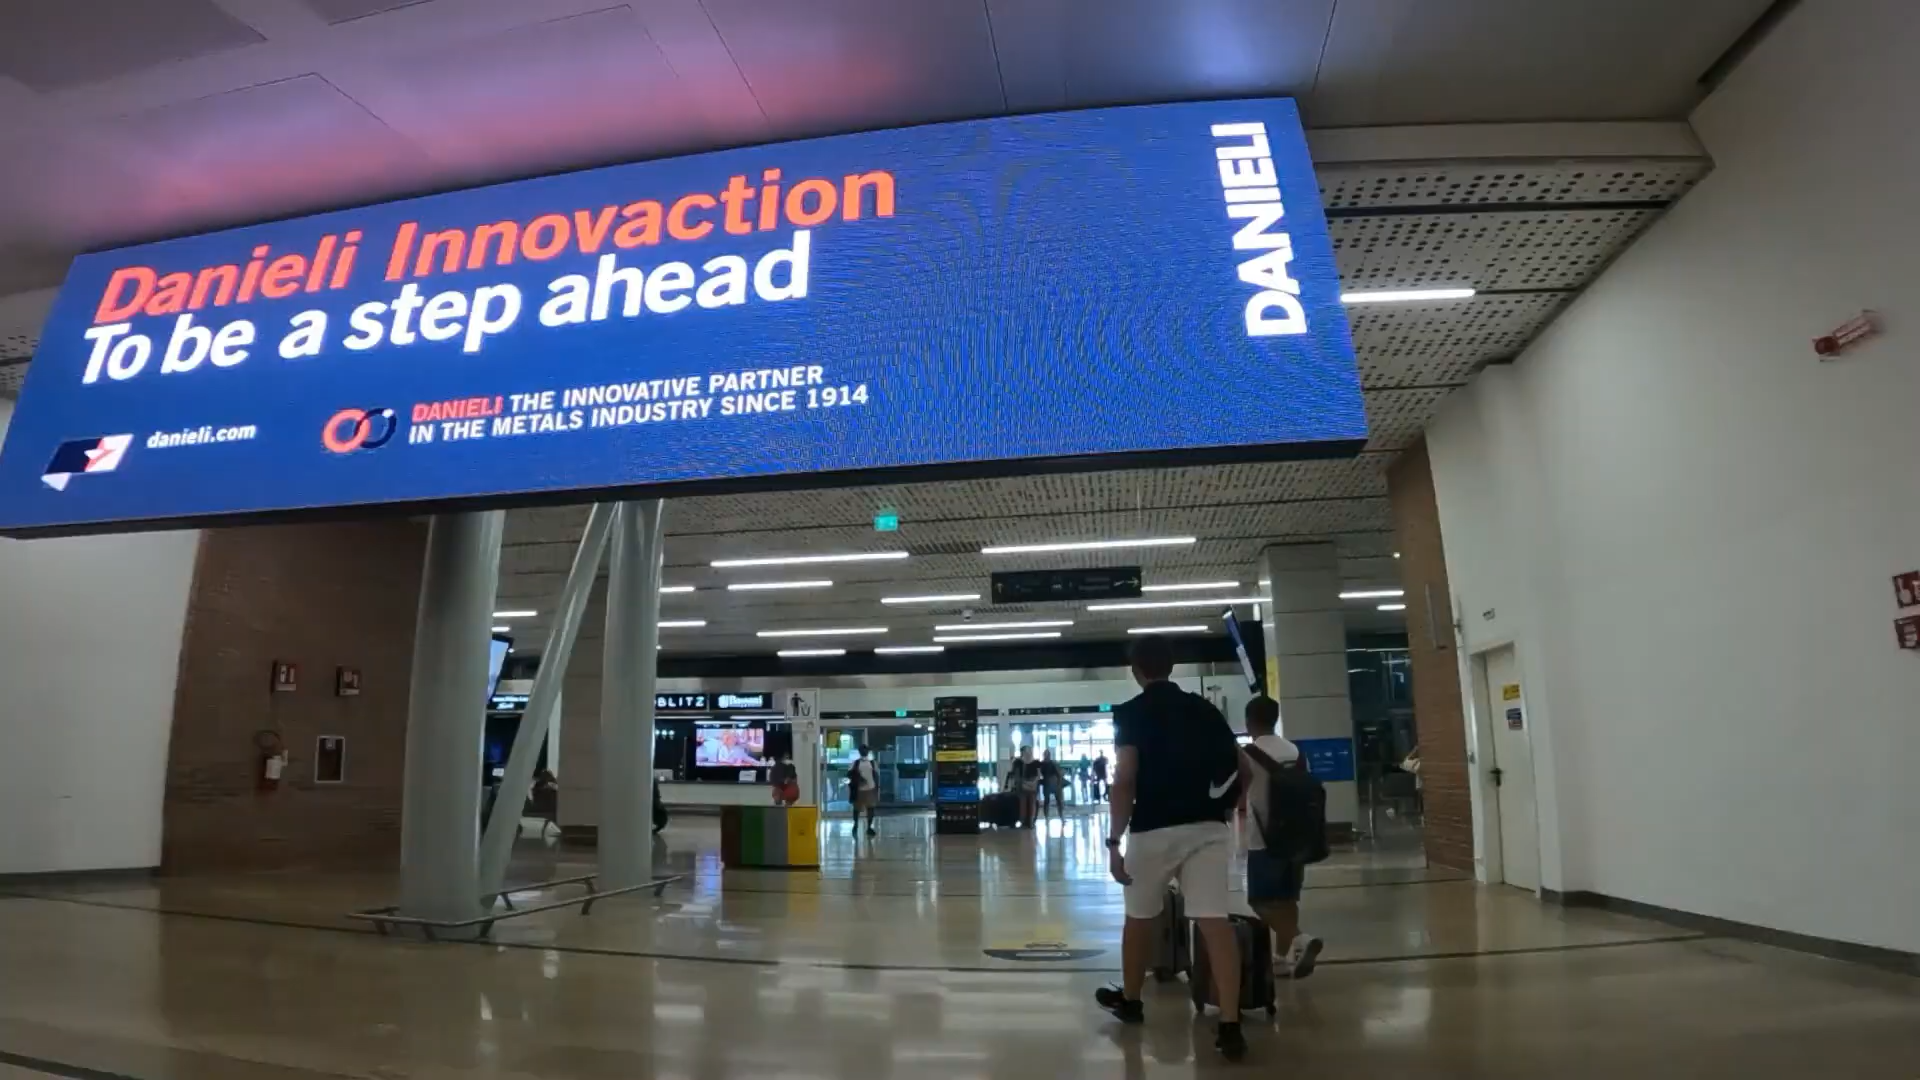 Danieli Innovaction
To be a step ahead
danieli.com
DANIELI THE INNOVATIVE PARTNER
IN THE METALS INDUSTRY SINCE 1914
DANIELI
BLITZ